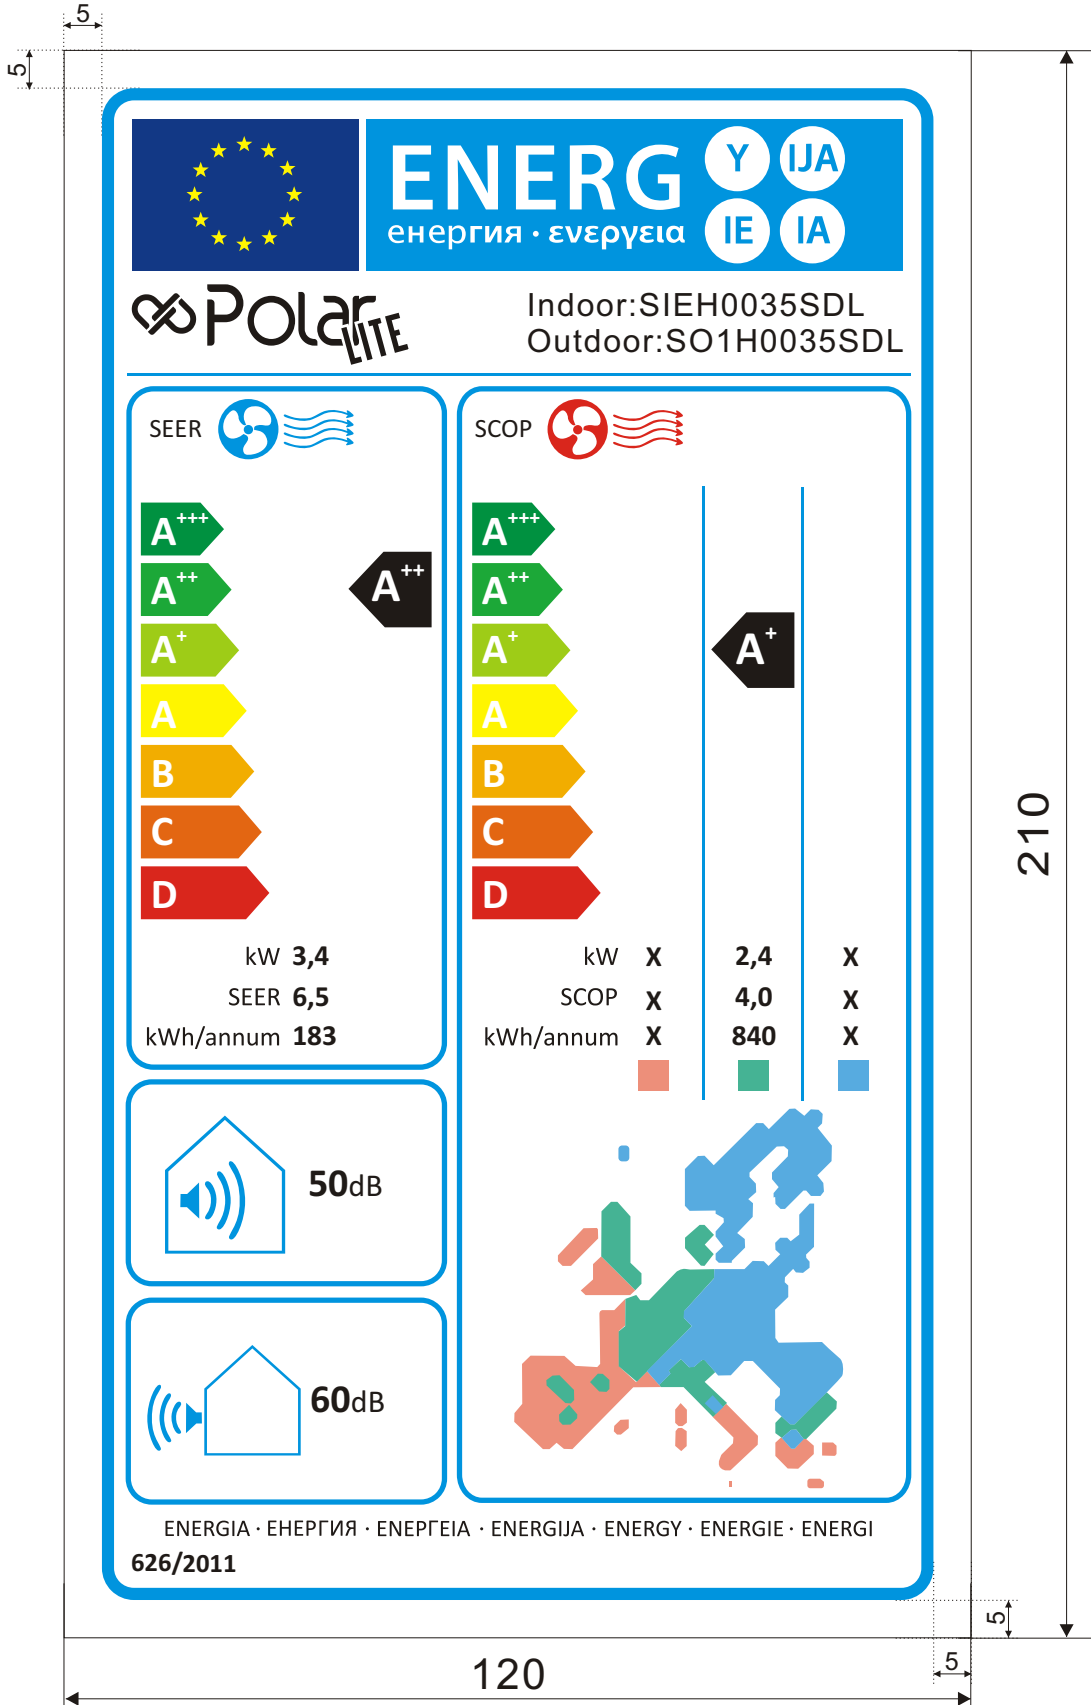 5
5
ENERG
енергия · ενεργεια
Y IJA
IE IA
Polar LITE
Indoor:SIEH0035SDL
Outdoor:SO1H0035SDL
SEER
SCOP
A+++
A++
A+
A
B
C
D
A++
kW 3,4
SEER 6,5
kWh/annum 183
A+++
A++
A+
A
B
C
D
A+
kW X 2,4 X
SCOP X 4,0 X
kWh/annum X 840 X
50dB
60dB
ENERGIA · ЕНЕРГИЯ · ΕΝΕΡΓΕΙΑ · ENERGIJA · ENERGY · ENERGIE · ENERGI
626/2011
210
5
5
120